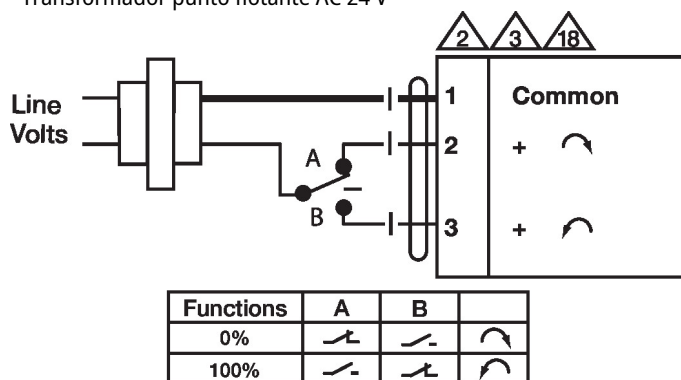 Transformador punto flotante AC 24 V
2 3 18
Line
Volts
1 Common
A
2 +
B
3 +
Functions A B
0%
100%